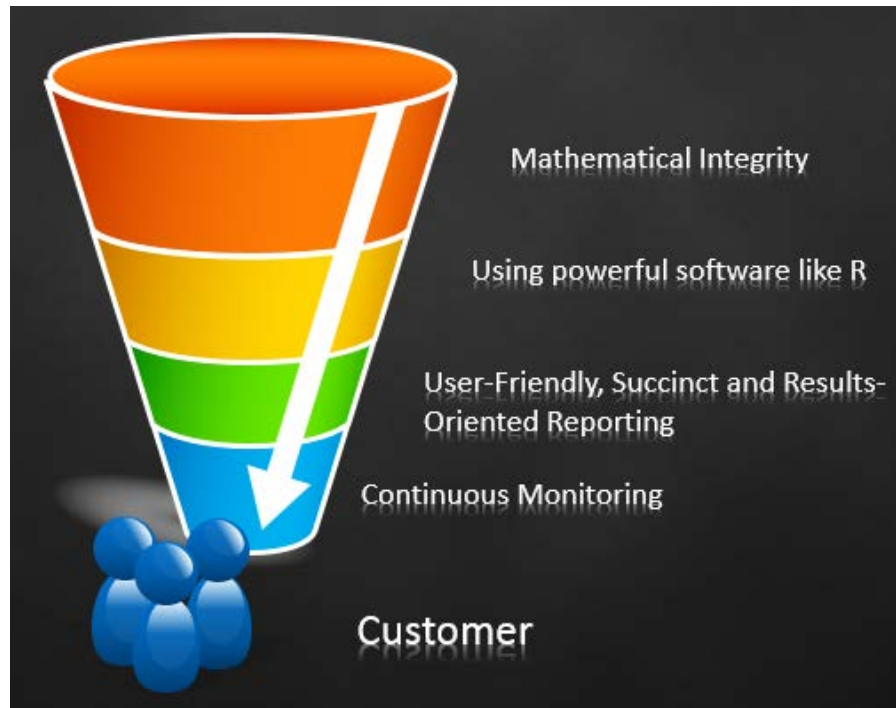 Mathematical Integrity
Using powerful software like R
User-Friendly, Succinct and Results-
Oriented Reporting
Continuous Monitoring
Customer